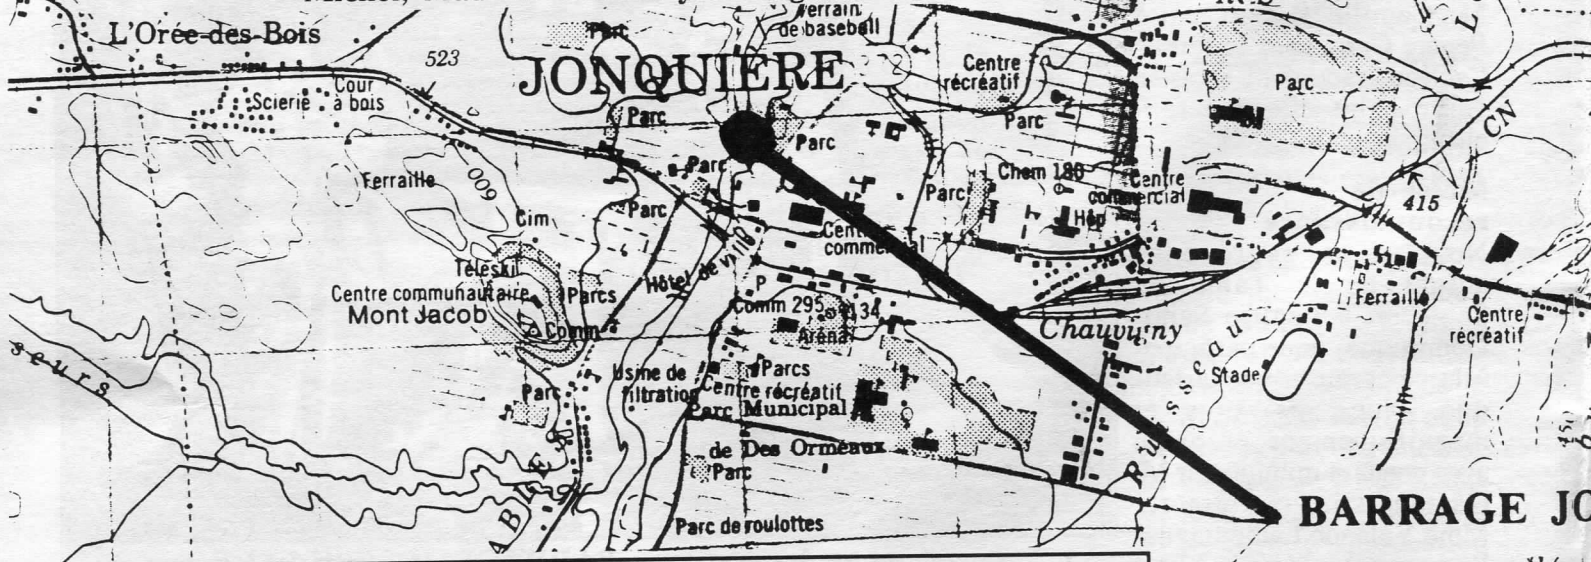 L'Orée-des-Bois
523
JONQUIÈRE
Scierie
Cour
à bois
Parc
Terrain
de baseball
Centre
récréatif
Parc
Parc
CN
415
Parc
Parc
Parc
Parc
Parc
Chem 180
Centre
commercial
Hôp
Ferraille
600
Cim
Centre
commercial
Hôtel de ville
Téléski
Centre communautaire
Mont Jacob
Parcs
Comm
P
Comm 295
134
Aréna
Chauvigny
Ferraille
Centre
récréatif
Stade
Ruisseau
seurs
Parc
Usine de
filtration
Parcs
Centre récréatif
Parc Municipal
de Des Ormeaux
Parc
ABLES
Parc de roulottes
BARRAGE JO